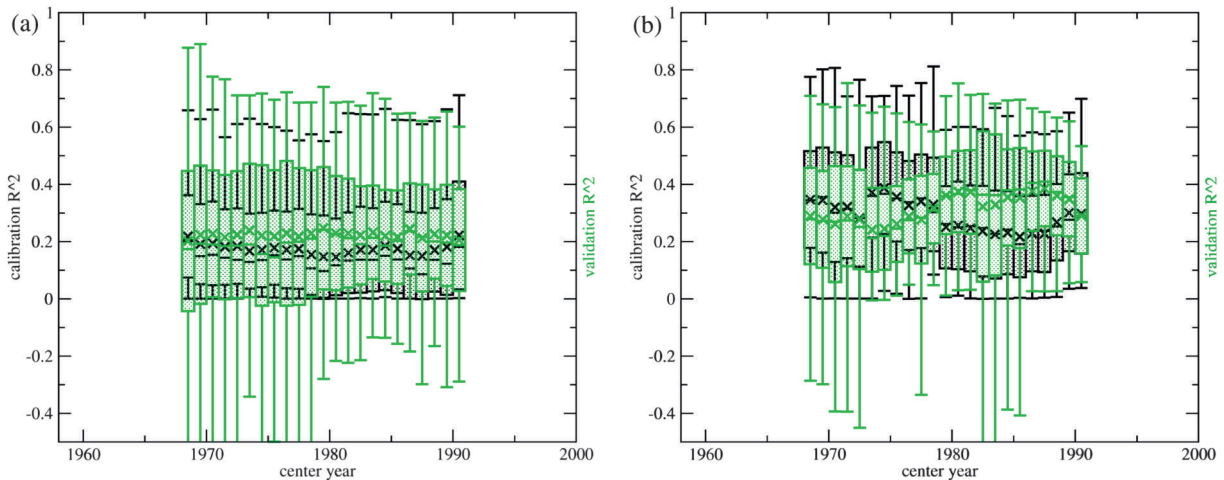 (a)
calibration R^2
1
0.8
0.6
0.4
0.2
0
-0.2
-0.4
1960 1970 1980 1990 2000
center year
validation R^2
(b)
calibration R^2
1
0.8
0.6
0.4
0.2
0
-0.2
-0.4
1960 1970 1980 1990 2000
center year
validation R^2